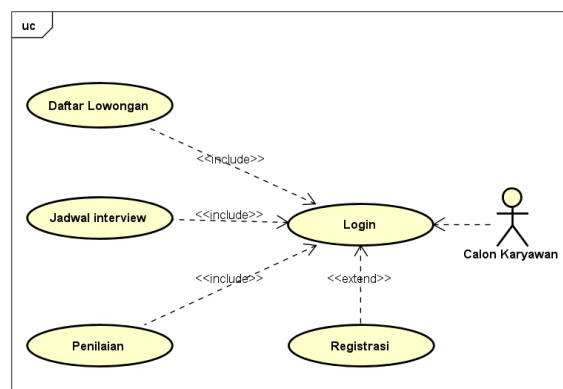 uc
Daftar Lowongan
<<include>>
Jadwal interview
<<include>>
Login
Calon Karyawan
<<include>>
<<extend>>
Penilaian
Registrasi